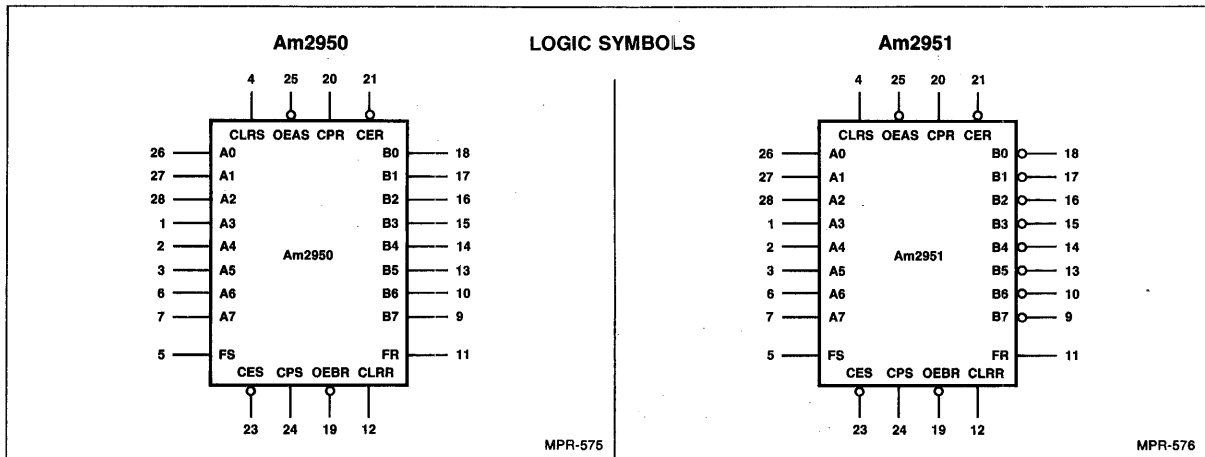 Am2950 LOGIC SYMBOLS Am2951
4 25 20 21
CLRS OEAS CPR CER
26 A0 B0 18
27 A1 B1 17
28 A2 B2 16
1 A3 B3 15
2 A4 Am2950 B4 14
3 A5 B5 13
6 A6 B6 10
7 A7 B7 9
5 FS FR 11
CES CPS OEBR CLRR
23 24 19 12
MPR-575
4 25 20 21
CLRS OEAS CPR CER
26 A0 B0 18
27 A1 B1 17
28 A2 B2 16
1 A3 B3 15
2 A4 Am2951 B4 14
3 A5 B5 13
6 A6 B6 10
7 A7 B7 9
5 FS FR 11
CES CPS OEBR CLRR
23 24 19 12
MPR-576